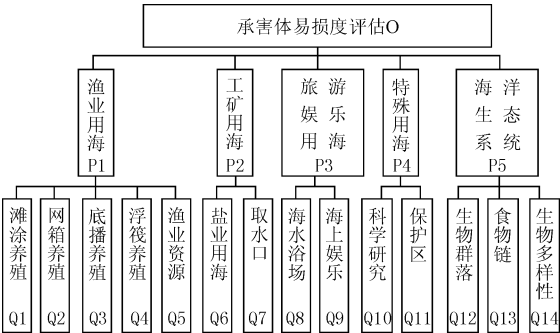 承害体易损度评估O
渔业用海P1
工矿用海P2
旅游娱乐用海P3
特殊用海P4
海洋生态系统P5
滩涂养殖Q1
网箱养殖Q2
底播养殖Q3
浮筏养殖Q4
渔业资源Q5
盐业用海Q6
取水口Q7
海水浴场Q8
海上娱乐Q9
科学研究Q10
保护区Q11
生物群落Q12
食物链Q13
生物多样性Q14